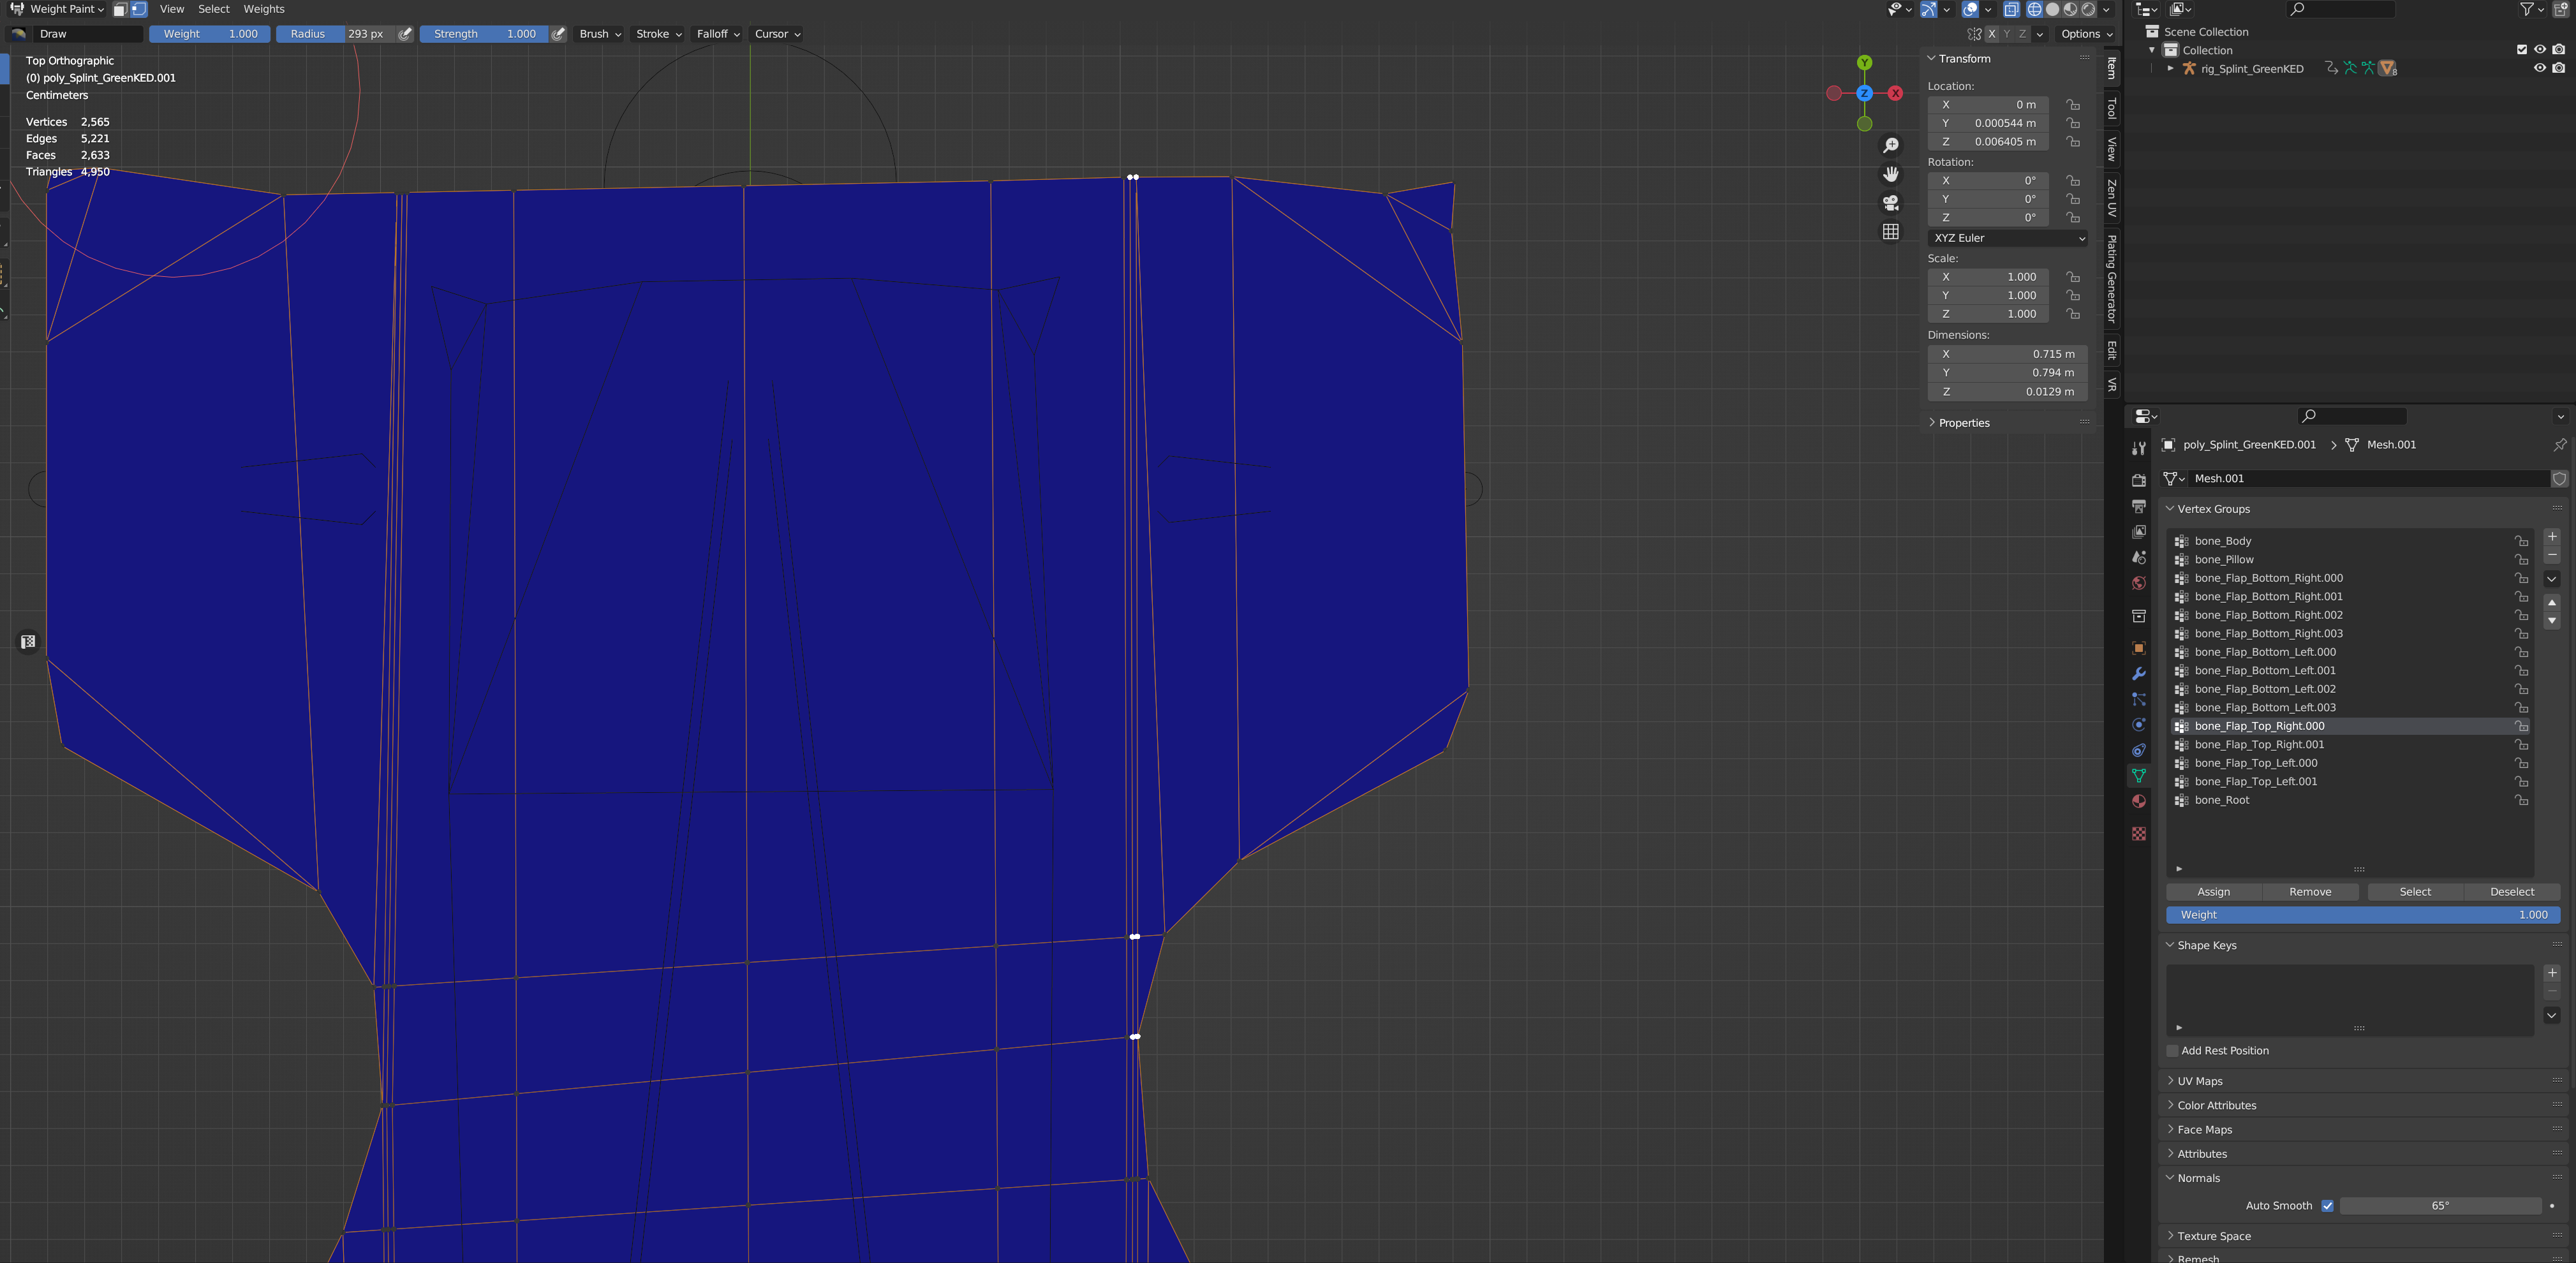 Weight Paint View Select Weights
Draw Weight 1.000 Radius 293 px Strength 1.000 Brush Stroke Falloff Cursor X Y Z Options
Top Orthographic
(0) poly_Splint_GreenKED.001
Centimeters
Vertices 2,565
Edges 5,221
Faces 2,633
Triangles 4,950
Y
Z
X
Transform
Location:
X 0 m
Y 0.000544 m
Z 0.006405 m
Rotation:
X 0°
Y 0°
Z 0°
XYZ Euler
Scale:
X 1.000
Y 1.000
Z 1.000
Dimensions:
X 0.715 m
Y 0.794 m
Z 0.0129 m
Properties
Item
Tool
View
Zen UV
Plating Generator
Edit
VR
Scene Collection
Collection
rig_Splint_GreenKED 8
poly_Splint_GreenKED.001 Mesh.001
Mesh.001
Vertex Groups
bone_Body
bone_Pillow
bone_Flap_Bottom_Right.000
bone_Flap_Bottom_Right.001
bone_Flap_Bottom_Right.002
bone_Flap_Bottom_Right.003
bone_Flap_Bottom_Left.000
bone_Flap_Bottom_Left.001
bone_Flap_Bottom_Left.002
bone_Flap_Bottom_Left.003
bone_Flap_Top_Right.000
bone_Flap_Top_Right.001
bone_Flap_Top_Left.000
bone_Flap_Top_Left.001
bone_Root
Assign Remove Select Deselect
Weight 1.000
Shape Keys
Add Rest Position
UV Maps
Color Attributes
Face Maps
Attributes
Normals
Auto Smooth 65°
Texture Space
Remesh